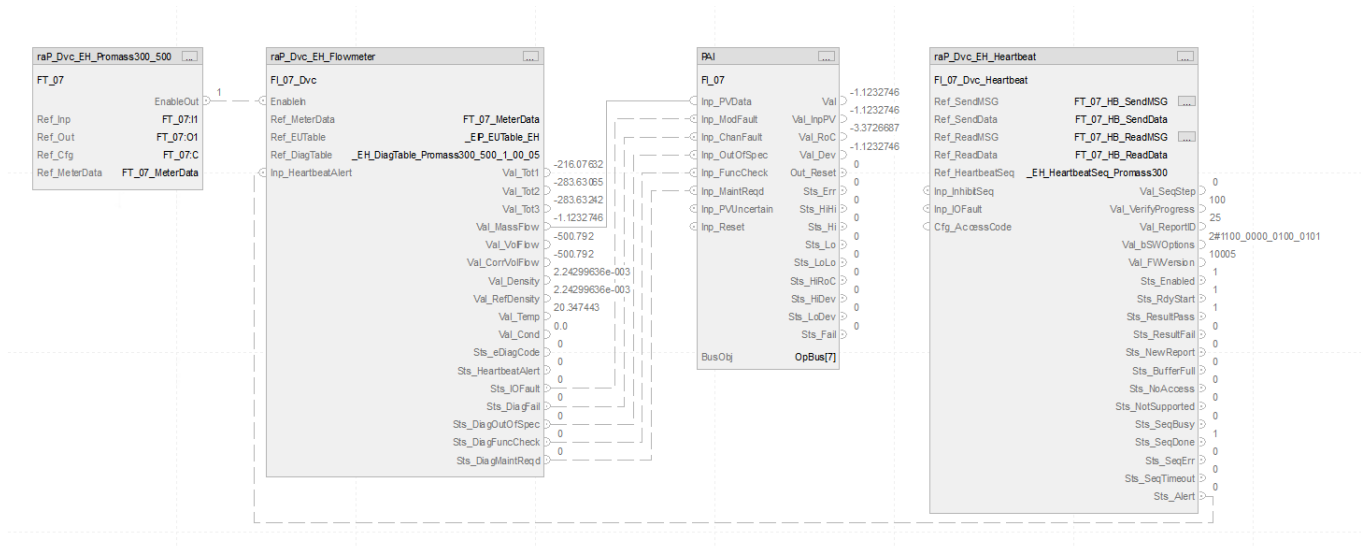 raP_Dvc_EH_Promass300_500 ...
FT_07
EnableOut 1
Ref_Inp FT_07:I1
Ref_Out FT_07:O1
Ref_Cfg FT_07:C
Ref_MeterData FT_07_MeterData
raP_Dvc_EH_Flowmeter ...
FI_07_Dvc
EnableIn
Ref_MeterData FT_07_MeterData
Ref_EUTable _EIP_EUTable_EH
Ref_DiagTable _EH_DiagTable_Promass300_500_1_00_05
Inp_HeartbeatAlert
Val_Tot1 -216.07632
Val_Tot2 -283.63065
Val_Tot3 -283.63242
Val_MassFlow -1.1232746
Val_VolFlow -500.792
Val_CorrVolFlow -500.792
Val_Density 2.24299636e-003
Val_RefDensity 2.24299636e-003
Val_Temp 20.347443
Val_Cond 0.0
Sts_eDiagCode 0
Sts_HeartbeatAlert 0
Sts_IOFault 0
Sts_DiagFail 0
Sts_DiagOutOfSpec 0
Sts_DiagFuncCheck 0
Sts_DiagMaintReqd 0
PAI ...
FI_07
Inp_PVData Val -1.1232746
Inp_ModFault Val_InpPV -1.1232746
Inp_ChanFault Val_RoC -3.3726687
Inp_OutOfSpec Val_Dev -1.1232746
Inp_FuncCheck Out_Reset 0
Inp_MaintReqd Sts_Err 0
Inp_PVUncertain Sts_HiHi 0
Inp_Reset Sts_Hi 0
Sts_Lo 0
Sts_LoLo 0
Sts_HiRoC 0
Sts_HiDev 0
Sts_LoDev 0
Sts_Fail 0
BusObj OpBus[7]
raP_Dvc_EH_Heartbeat ...
FI_07_Dvc_Heartbeat
Ref_SendMSG FT_07_HB_SendMSG ...
Ref_SendData FT_07_HB_SendData
Ref_ReadMSG FT_07_HB_ReadMSG ...
Ref_ReadData FT_07_HB_ReadData
Ref_HeartbeatSeq _EH_HeartbeatSeq_Promass300
Inp_InhibitSeq Val_SeqStep 0
Inp_IOFault Val_VerifyProgress 100
Cfg_AccessCode Val_ReportID 25
Val_bSWOptions 2#1100_0000_0100_0101
Val_FWVersion 10005
Sts_Enabled 1
Sts_RdyStart 1
Sts_ResultPass 1
Sts_ResultFail 0
Sts_NewReport 0
Sts_BufferFull 0
Sts_NoAccess 0
Sts_NotSupported 0
Sts_SeqBusy 0
Sts_SeqDone 1
Sts_SeqErr 0
Sts_SeqTimeout 0
Sts_Alert 0